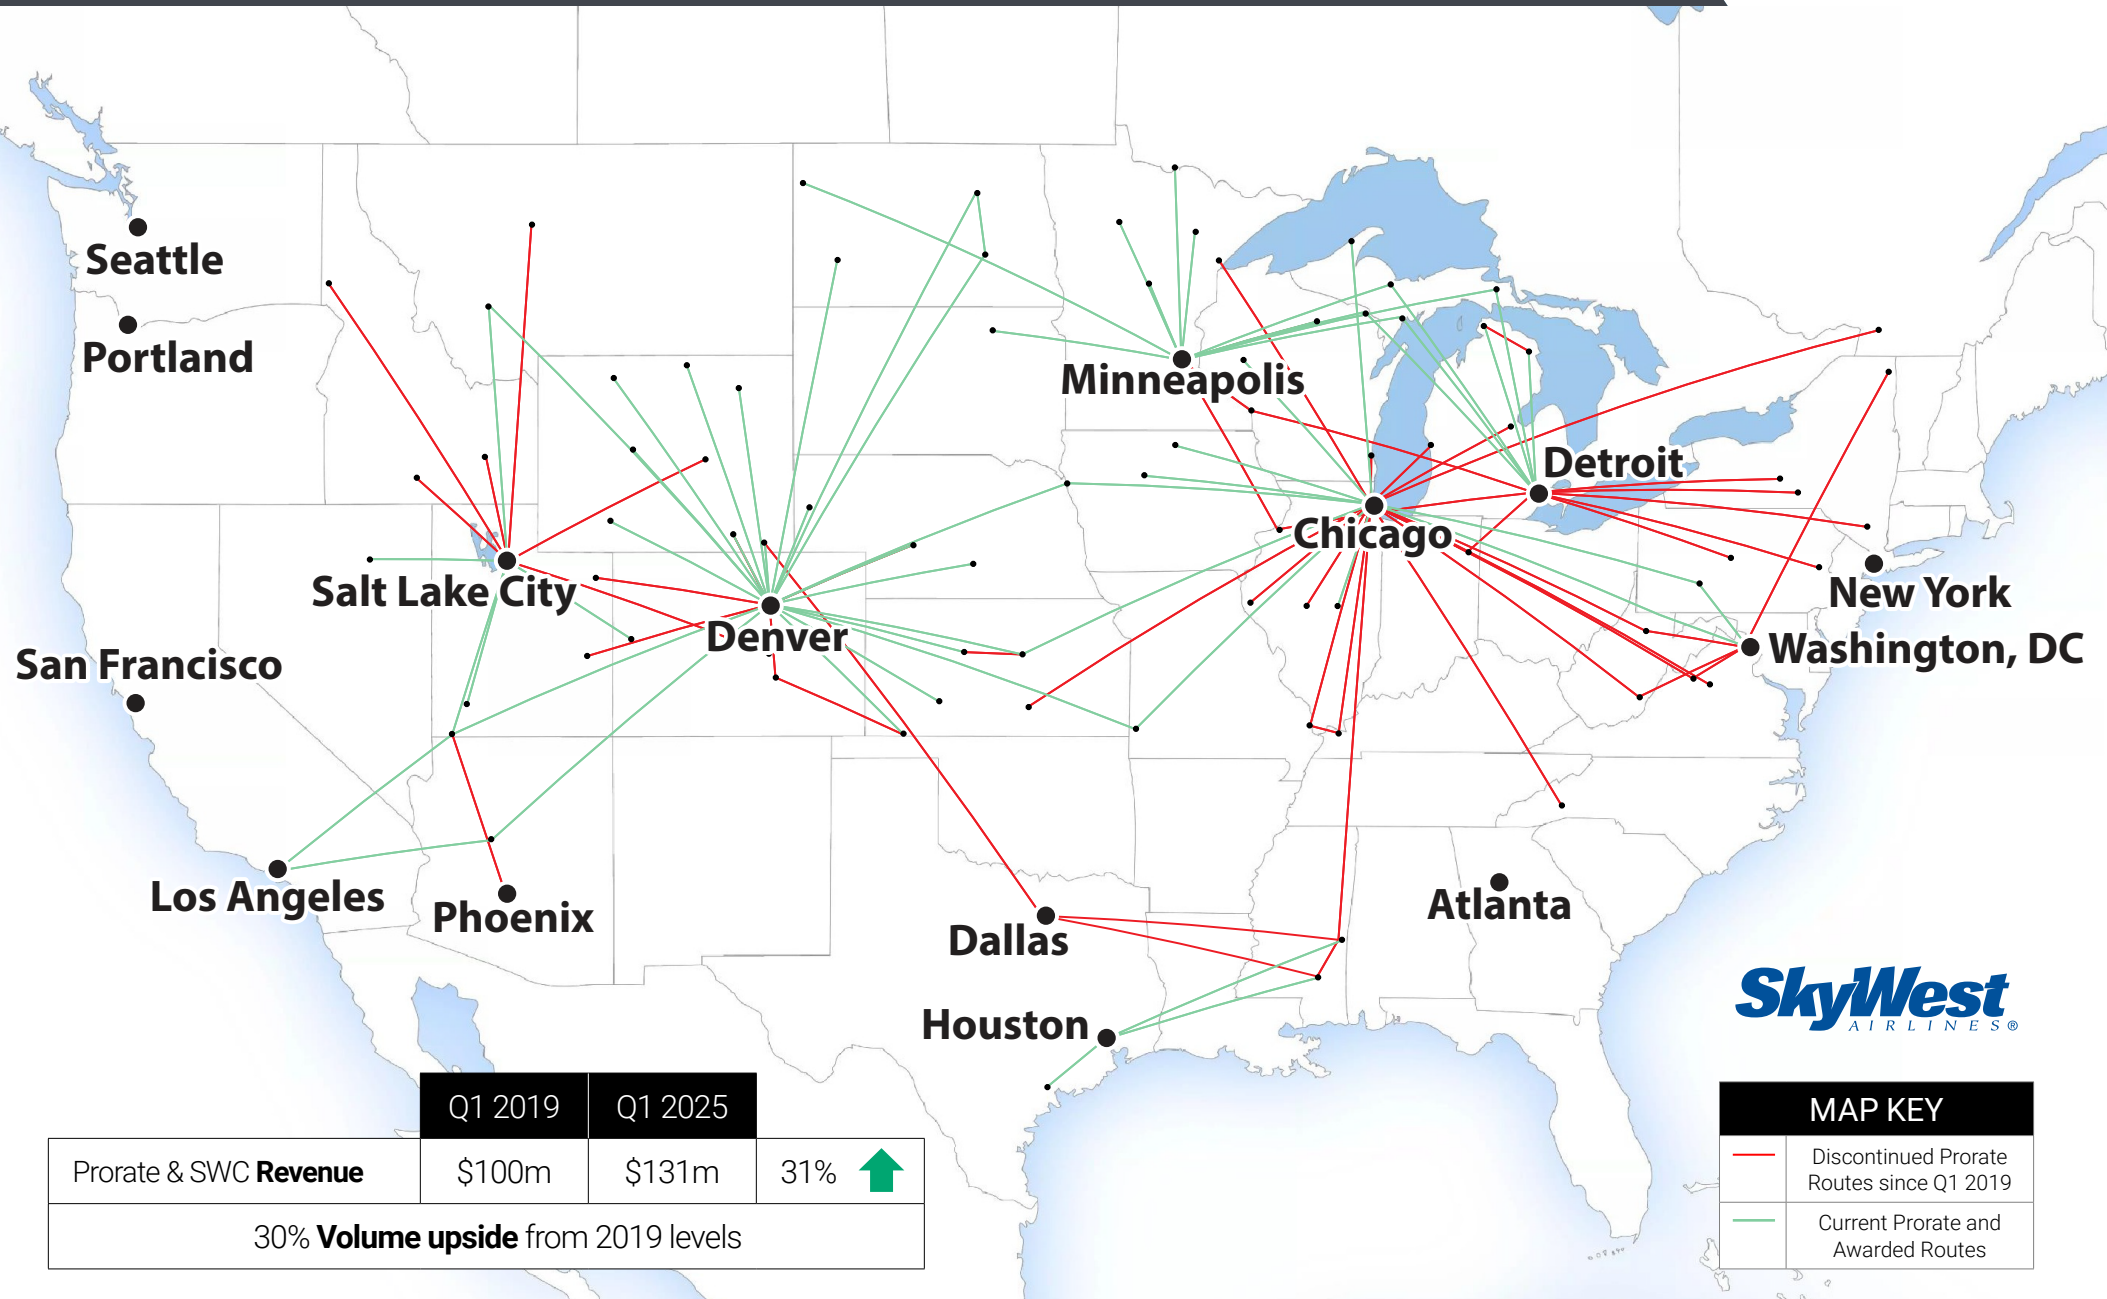 Seattle
Portland
Minneapolis
Detroit
Chicago
Salt Lake City
New York
Denver
Washington, DC
San Francisco
Los Angeles
Phoenix
Dallas
Atlanta
Houston
SkyWest
AIRLINES®
Q1 2019 Q1 2025
Prorate & SWC Revenue $100m $131m 31%
30% Volume upside from 2019 levels
MAP KEY
Discontinued Prorate
Routes since Q1 2019
Current Prorate and
Awarded Routes